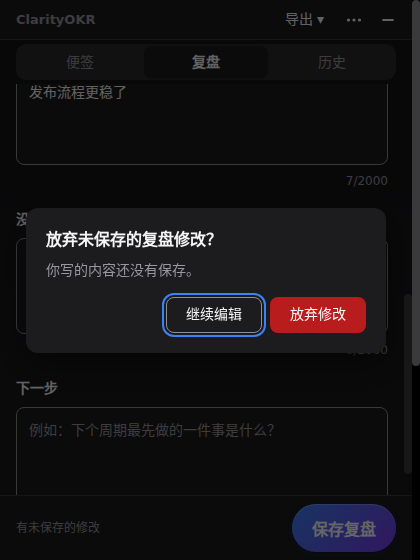 ClarityOKR
导出 ▾
便签
复盘
历史
发布流程更稳了
7/2000
没
放弃未保存的复盘修改？
你写的内容还没有保存。
继续编辑
放弃修改
下一步
例如：下个周期最先做的一件事是什么？
有未保存的修改
保存复盘